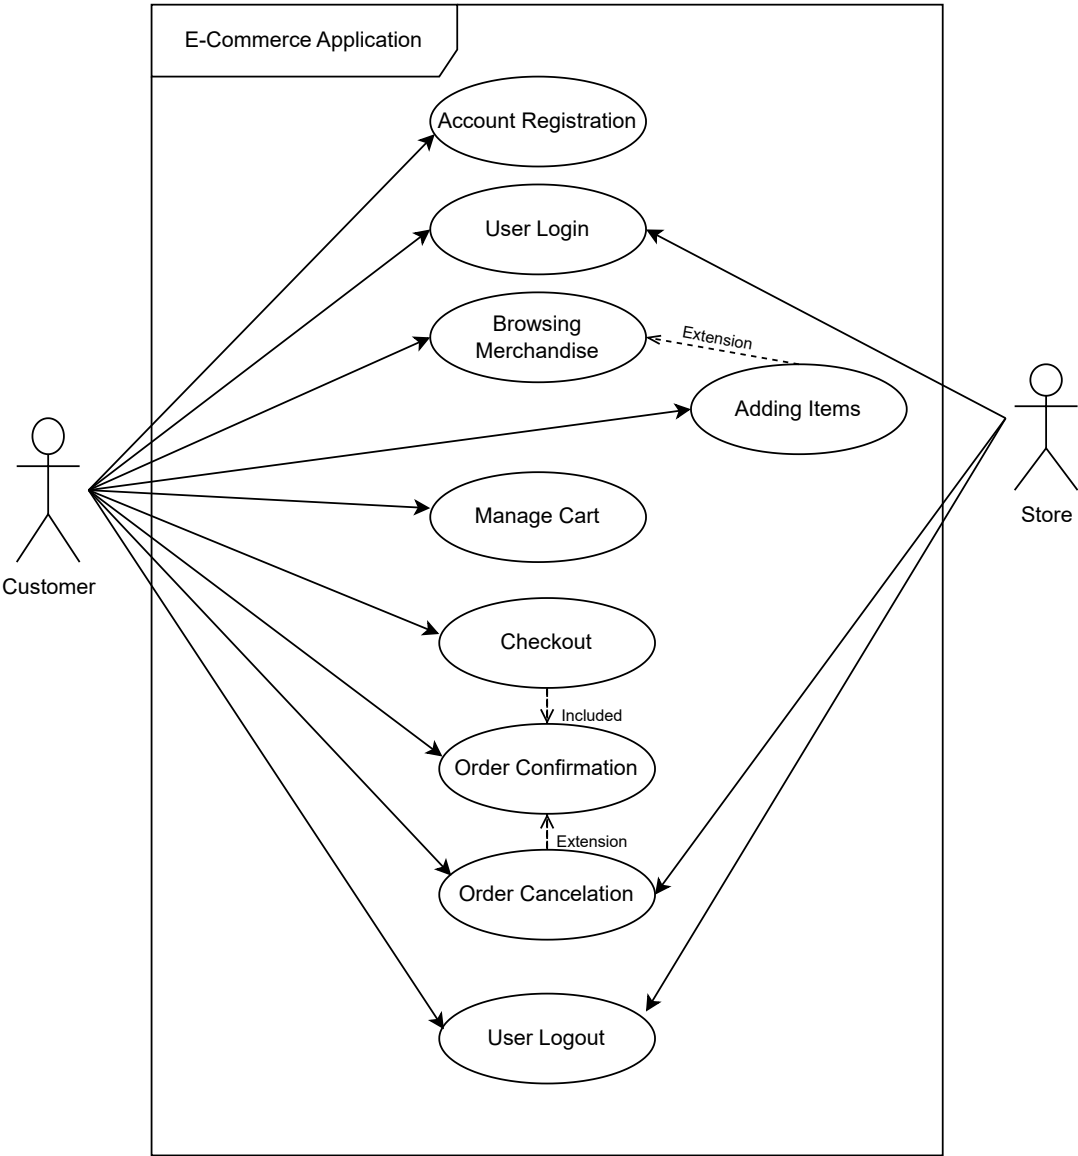 E-Commerce Application
Account Registration
User Login
Browsing
Merchandise
Extension
Adding Items
Manage Cart
Store
Customer
Checkout
Included
Order Confirmation
Extension
Order Cancelation
User Logout